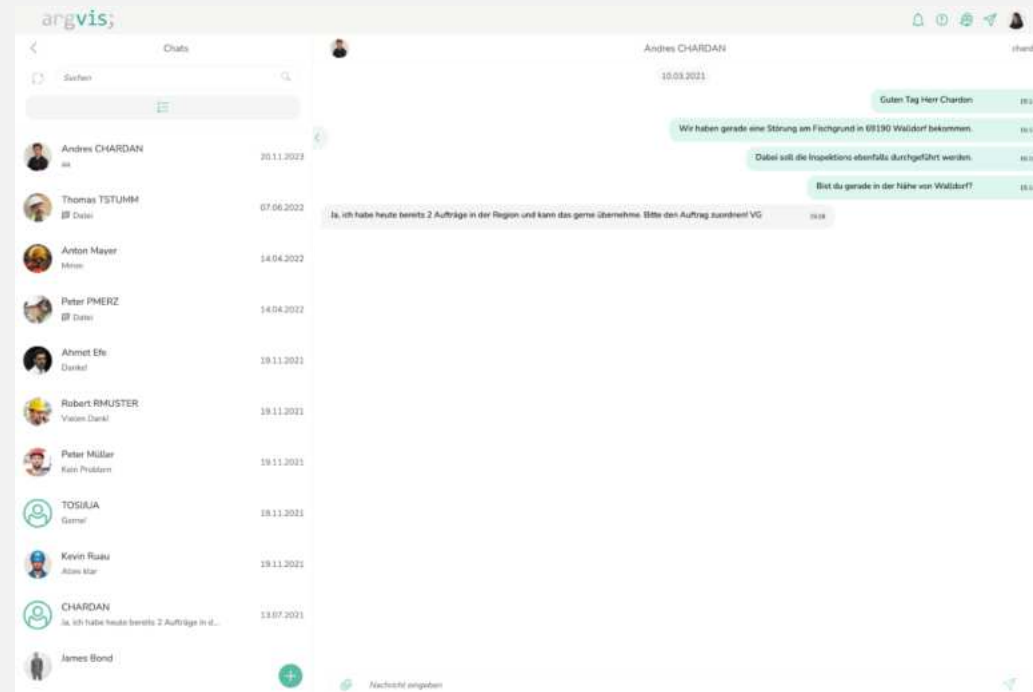 argvis;
Chats
Suchen
Andres CHARDAN
20.11.2023
Thomas TSTUMM
Datei
07.06.2022
Anton Mayer
14.04.2022
Peter PMERZ
Datei
14.04.2022
Ahmet Efe
Danke!
19.11.2021
Robert RMUSTER
Vielen Dank!
19.11.2021
Peter Müller
Kein Problem
19.11.2021
Gerne!
19.11.2021
Kevin Ruau
Alles klar
19.11.2021
CHARDAN
Ja, ich habe heute bereits 2 Aufträge in d...
13.07.2021
James Bond
Andres CHARDAN
10.03.2021
Guten Tag Herr Chardon
Wir haben gerade eine Störung am Fischgrund in 69190 Walldorf bekommen.
Dabei soll die Inspektions ebenfalls durchgeführt werden.
Bist du gerade in der Nähe von Walldorf?
Ja, ich habe heute bereits 2 Aufträge in der Region und kann das gerne übernehme. Bitte den Auftrag zuordnen! VG
Nachricht eingeben